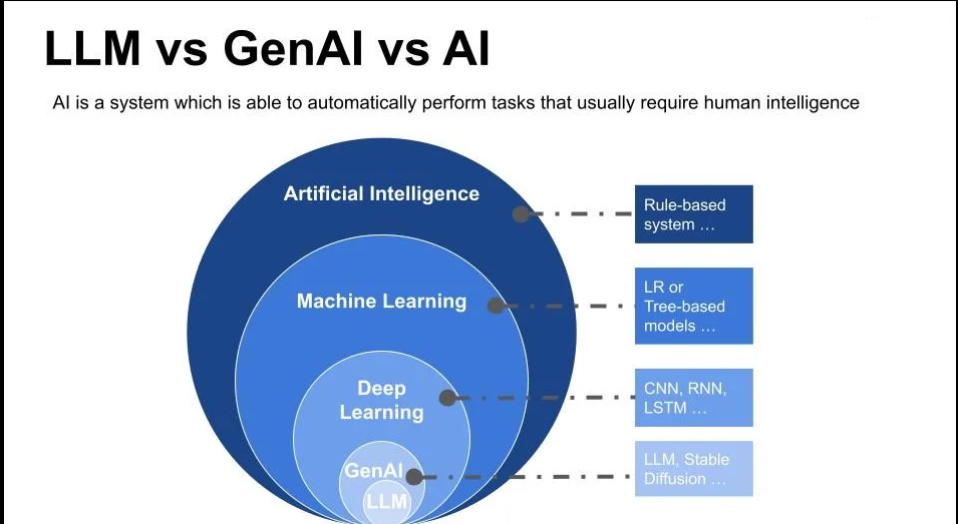 LLM vs GenAI vs AI
AI is a system which is able to automatically perform tasks that usually require human intelligence
Artificial Intelligence
Rule-based
system …
Machine Learning
LR or
Tree-based
models …
Deep
Learning
CNN, RNN,
LSTM …
GenAI
LLM
LLM, Stable
Diffusion …